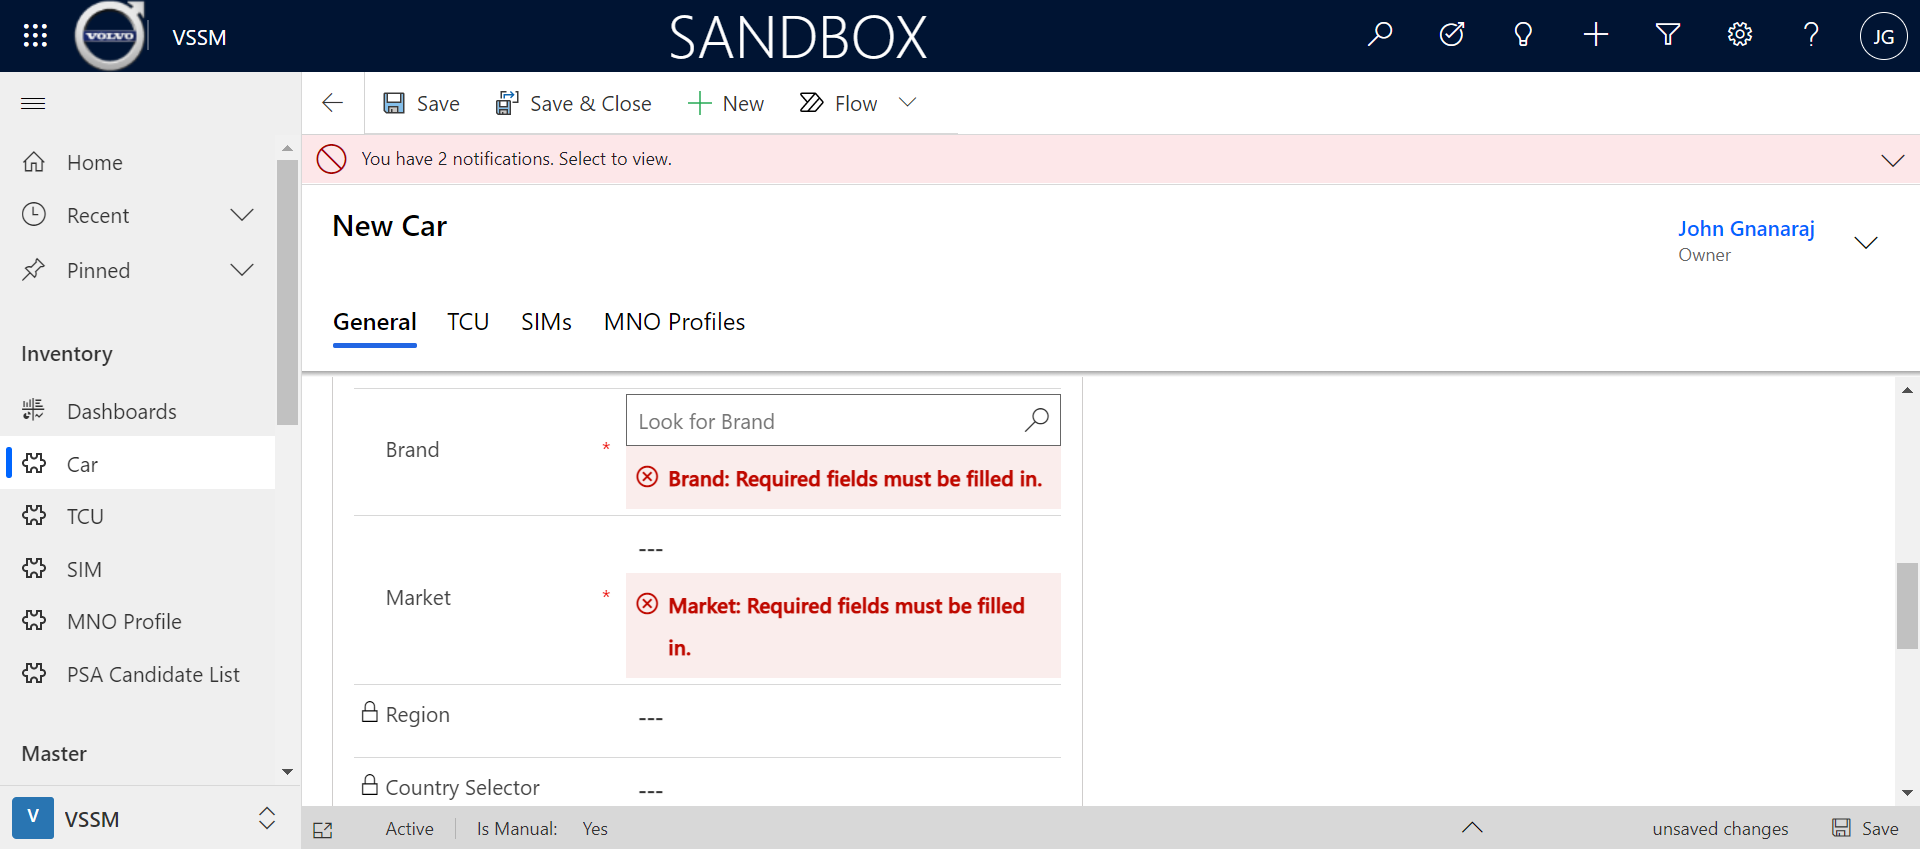 VOLVO
VSSM
SANDBOX
JG
Save
Save & Close
New
Flow
You have 2 notifications. Select to view.
Home
Recent
Pinned
Inventory
Dashboards
Car
TCU
SIM
MNO Profile
PSA Candidate List
Master
V
VSSM
New Car
John Gnanaraj
Owner
General
TCU
SIMs
MNO Profiles
Brand
*
Look for Brand
Brand: Required fields must be filled in.
Market
*
---
Market: Required fields must be filled
in.
Region
---
Country Selector
---
Active
Is Manual:
Yes
unsaved changes
Save